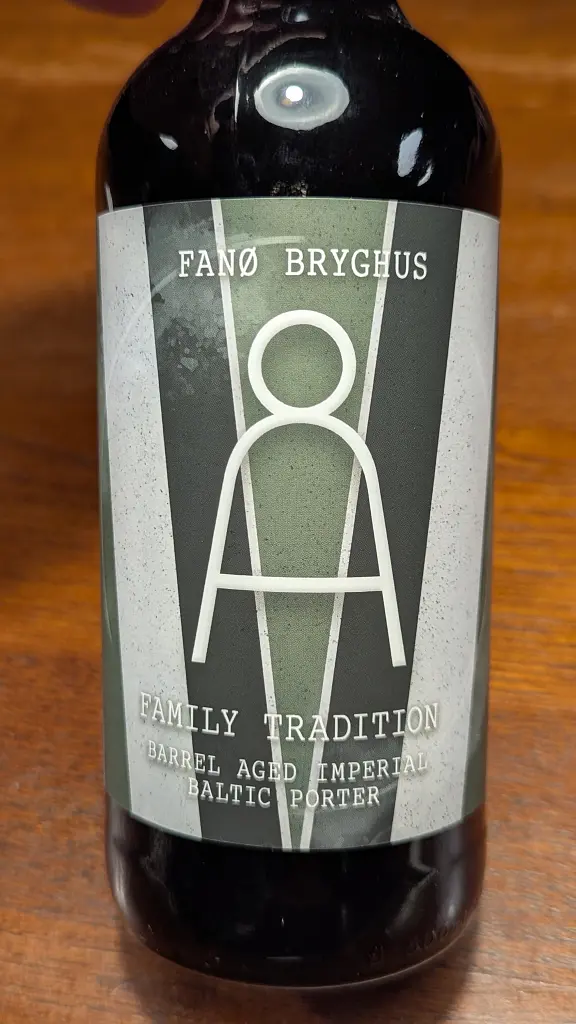 FANØ BRYGHUS
Å
FAMILY TRADITION
BARREL AGED IMPERIAL
BALTIC PORTER